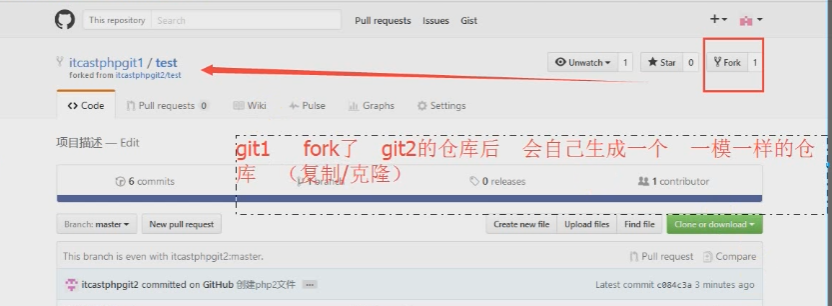 This repository Search Pull requests Issues Gist
itcastphpgit1 / test Unwatch 1 Star 0 Fork 1
forked from itcastphpgit2/test
Code Pull requests 0 Wiki Pulse Graphs Settings
项目描述 — Edit
git1 fork了 git2的仓库后 会自己生成一个 一模一样的仓
库 (复制/克隆)
6 commits 1 branch 0 releases 1 contributor
Branch: master New pull request Create new file Upload files Find file Clone or download
This branch is even with itcastphpgit2:master. Pull request Compare
itcastphpgit2 committed on GitHub 创建php2文件 Latest commit c084c3a 3 minutes ago